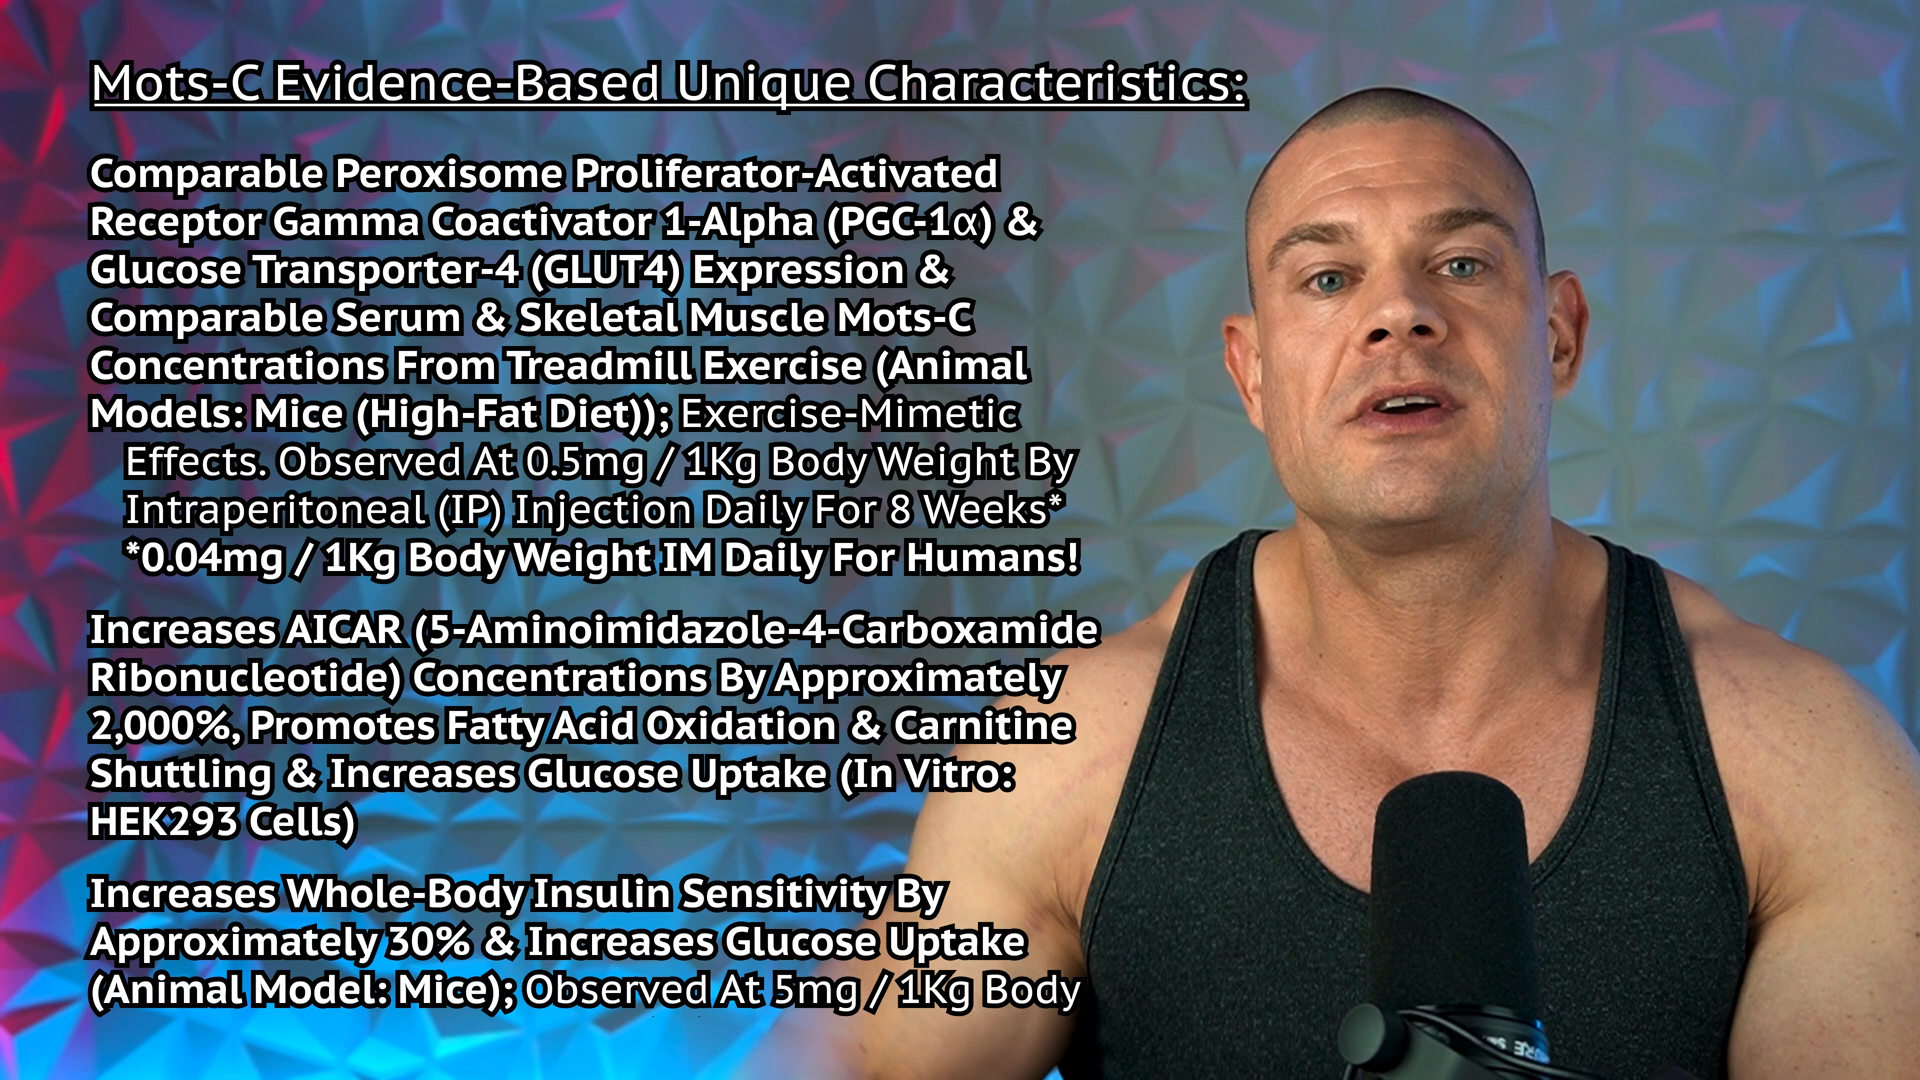 Mots-C Evidence-Based Unique Characteristics:
Comparable Peroxisome Proliferator-Activated
Receptor Gamma Coactivator 1-Alpha (PGC-1α) &
Glucose Transporter-4 (GLUT4) Expression &
Comparable Serum & Skeletal Muscle Mots-C
Concentrations From Treadmill Exercise (Animal
Models: Mice (High-Fat Diet)); Exercise-Mimetic
Effects. Observed At 0.5mg / 1Kg Body Weight By
Intraperitoneal (IP) Injection Daily For 8 Weeks*
*0.04mg / 1Kg Body Weight IM Daily For Humans!
Increases AICAR (5-Aminoimidazole-4-Carboxamide
Ribonucleotide) Concentrations By Approximately
2,000%, Promotes Fatty Acid Oxidation & Carnitine
Shuttling & Increases Glucose Uptake (In Vitro:
HEK293 Cells)
Increases Whole-Body Insulin Sensitivity By
Approximately 30% & Increases Glucose Uptake
(Animal Model: Mice); Observed At 5mg / 1Kg Body